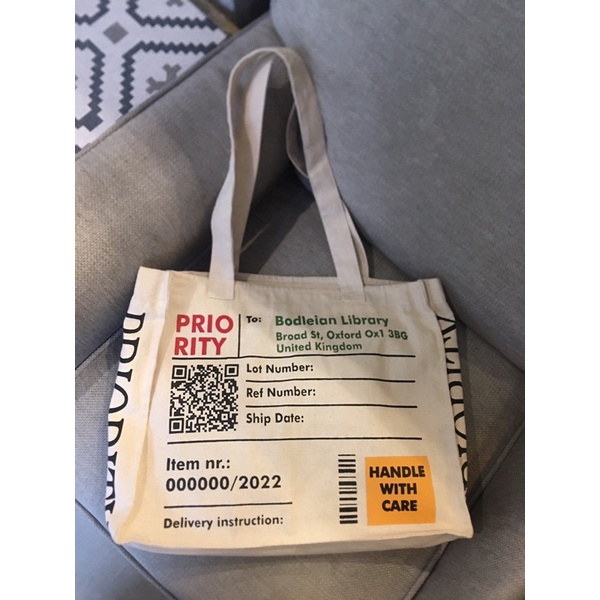 PRIO
RITY
To:
Bodleian Library
Broad St, Oxford Ox1 3BG
United Kingdom
Lot Number:
Ref Number:
Ship Date:
Item nr.:
000000/2022
Delivery instruction:
HANDLE
WITH
CARE
PRIORITY